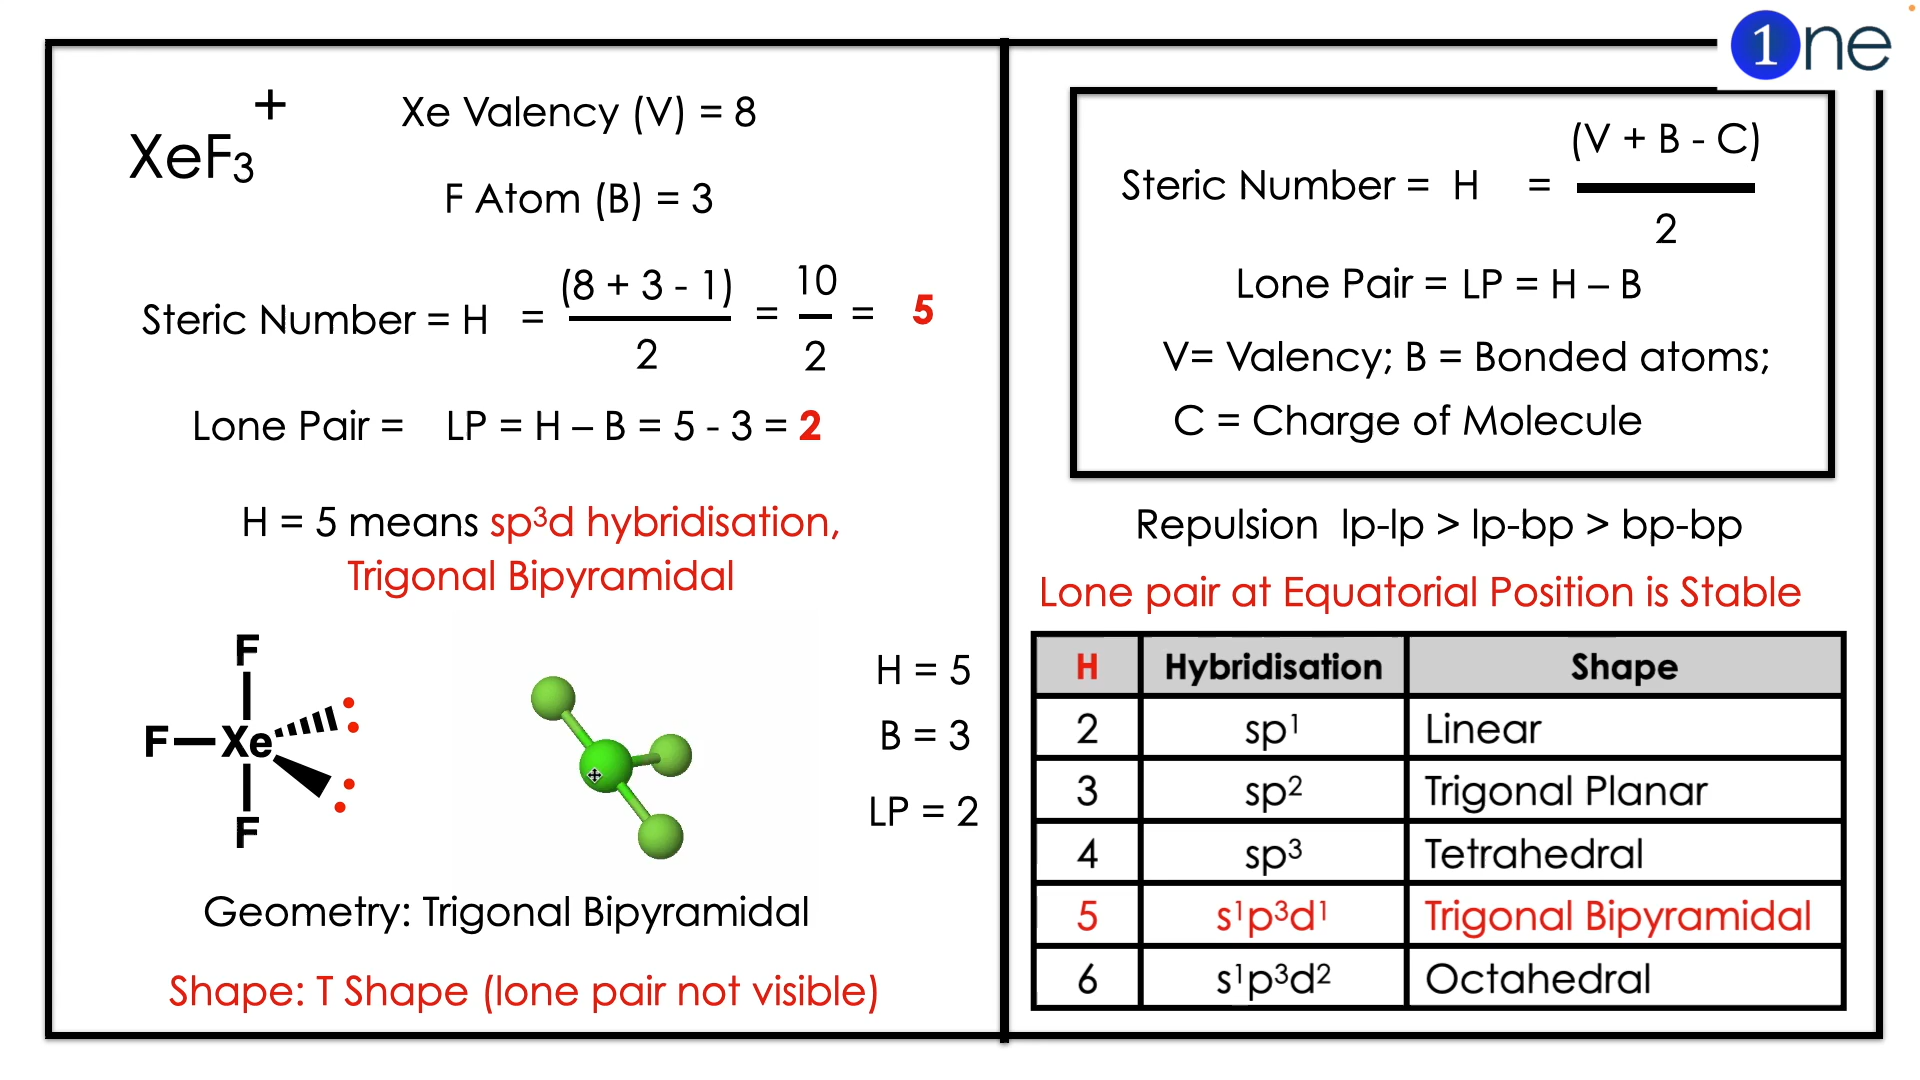 1ne
XeF₃⁺
Xe Valency (V) = 8
F Atom (B) = 3
Steric Number = H = (8 + 3 - 1) / 2 = 10 / 2 = 5
Lone Pair = LP = H – B = 5 - 3 = 2
H = 5 means sp³d hybridisation,
Trigonal Bipyramidal
F
F Xe
F
H = 5
B = 3
LP = 2
Geometry: Trigonal Bipyramidal
Shape: T Shape (lone pair not visible)
Steric Number = H = (V + B - C) / 2
Lone Pair = LP = H – B
V= Valency; B = Bonded atoms;
C = Charge of Molecule
Repulsion lp-lp > lp-bp > bp-bp
Lone pair at Equatorial Position is Stable
H Hybridisation Shape
2 sp¹ Linear
3 sp² Trigonal Planar
4 sp³ Tetrahedral
5 s¹p³d¹ Trigonal Bipyramidal
6 s¹p³d² Octahedral